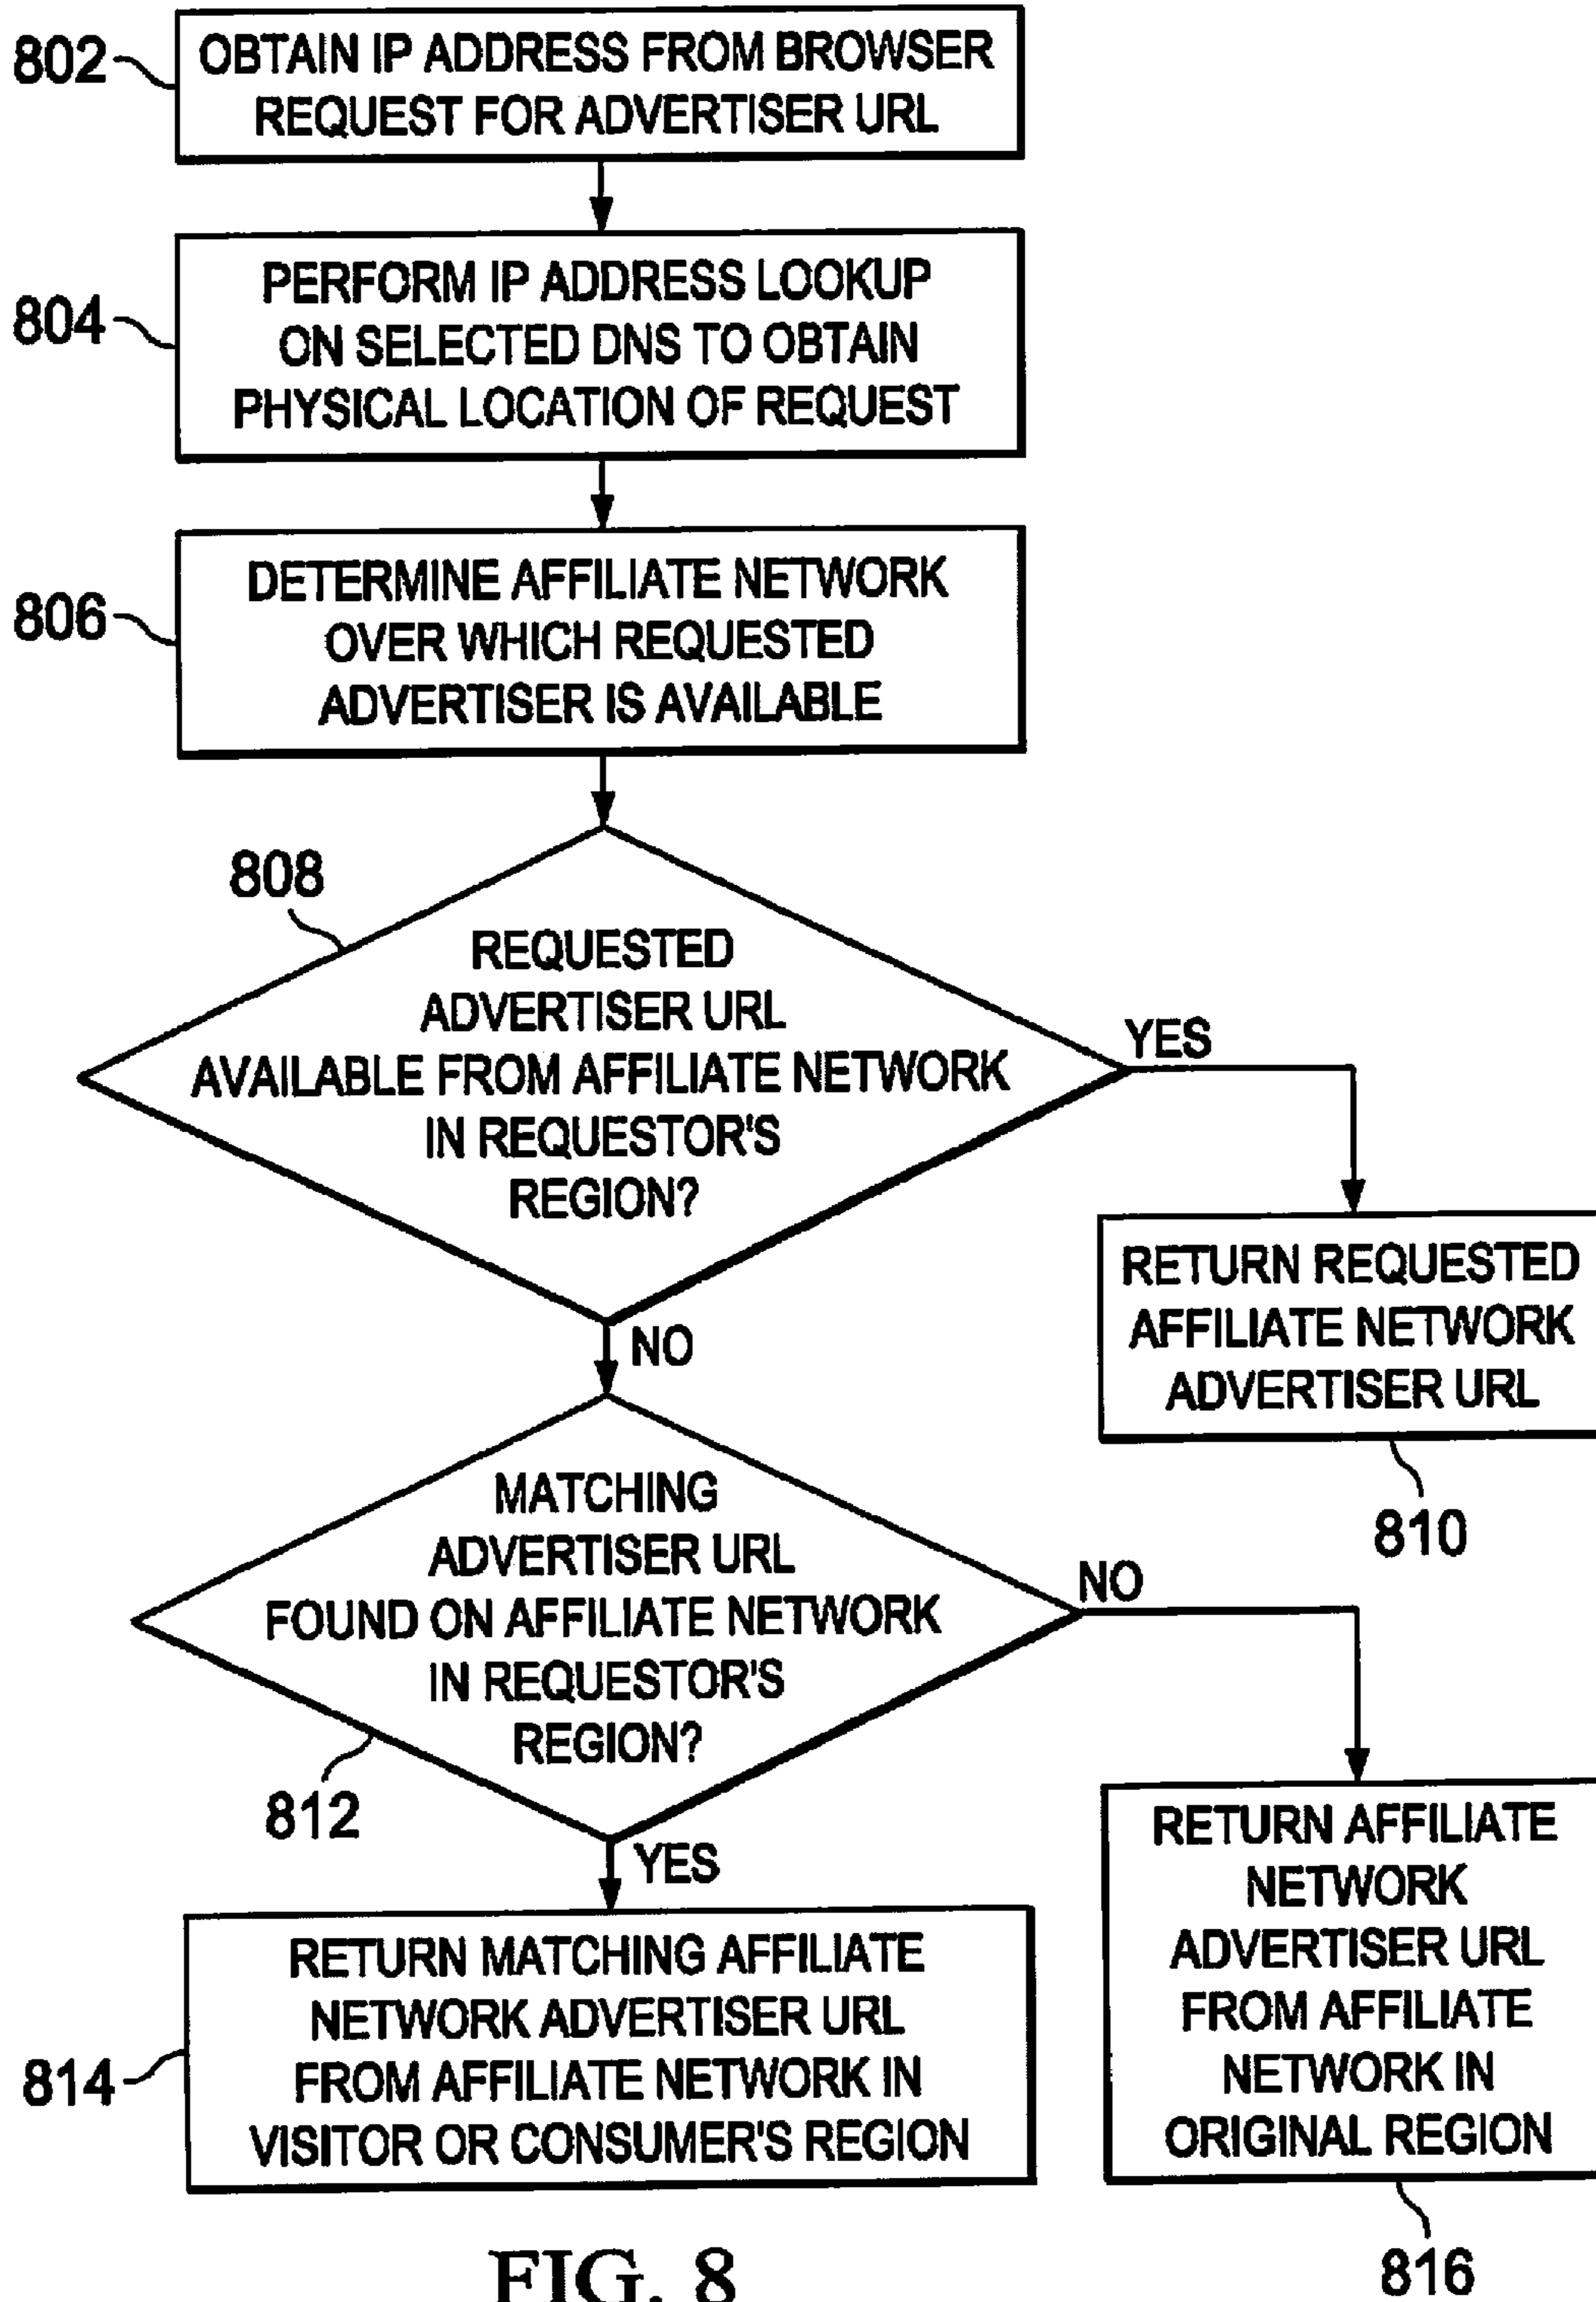 802
OBTAIN IP ADDRESS FROM BROWSER
REQUEST FOR ADVERTISER URL
804
PERFORM IP ADDRESS LOOKUP
ON SELECTED DNS TO OBTAIN
PHYSICAL LOCATION OF REQUEST
806
DETERMINE AFFILIATE NETWORK
OVER WHICH REQUESTED
ADVERTISER IS AVAILABLE
808
REQUESTED
ADVERTISER URL
AVAILABLE FROM AFFILIATE NETWORK
IN REQUESTOR'S
REGION?
YES
RETURN REQUESTED
AFFILIATE NETWORK
ADVERTISER URL
810
NO
MATCHING
ADVERTISER URL
FOUND ON AFFILIATE NETWORK
IN REQUESTOR'S
REGION?
812
NO
RETURN AFFILIATE
NETWORK
ADVERTISER URL
FROM AFFILIATE
NETWORK IN
ORIGINAL REGION
816
YES
814
RETURN MATCHING AFFILIATE
NETWORK ADVERTISER URL
FROM AFFILIATE NETWORK IN
VISITOR OR CONSUMER'S REGION
FIG. 8